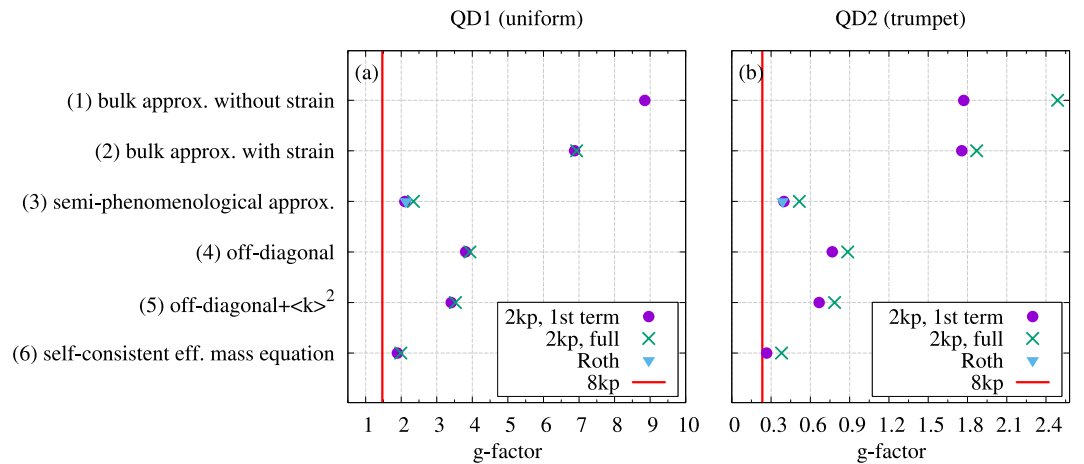 QD1 (uniform)
QD2 (trumpet)
(a)
(b)
(1) bulk approx. without strain
(2) bulk approx. with strain
(3) semi-phenomenological approx.
(4) off-diagonal
(5) off-diagonal+<k>2
(6) self-consistent eff. mass equation
2kp, 1st term
2kp, full
Roth
8kp
2kp, 1st term
2kp, full
Roth
8kp
1 2 3 4 5 6 7 8 9 10
0 0.3 0.6 0.9 1.2 1.5 1.8 2.1 2.4
g-factor
g-factor